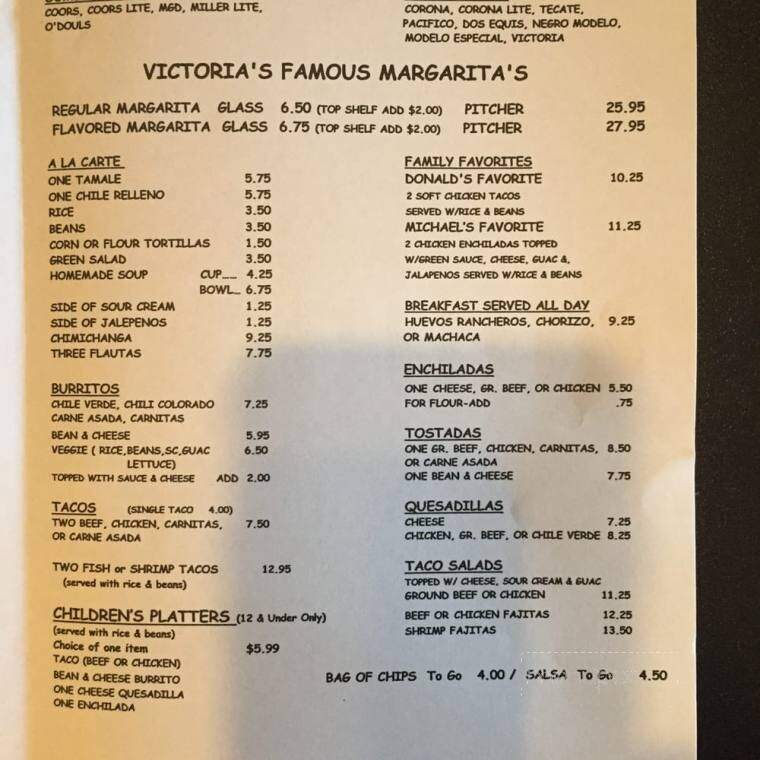 COORS, COORS LITE, MGD, MILLER LITE,
O'DOULS
CORONA, CORONA LITE, TECATE,
PACIFICO, DOS EQUIS, NEGRO MODELO,
MODELO ESPECIAL, VICTORIA
VICTORIA'S FAMOUS MARGARITA'S
REGULAR MARGARITA GLASS 6.50 (TOP SHELF ADD $2.00) PITCHER 25.95
FLAVORED MARGARITA GLASS 6.75 (TOP SHELF ADD $2.00) PITCHER 27.95
A LA CARTE
ONE TAMALE 5.75
ONE CHILE RELLENO 5.75
RICE 3.50
BEANS 3.50
CORN OR FLOUR TORTILLAS 1.50
GREEN SALAD 3.50
HOMEMADE SOUP CUP__ 4.25
BOWL_ 6.75
SIDE OF SOUR CREAM 1.25
SIDE OF JALEPENOS 1.25
CHIMICHANGA 9.25
THREE FLAUTAS 7.75
BURRITOS
CHILE VERDE, CHILI COLORADO 7.25
CARNE ASADA, CARNITAS
BEAN & CHEESE 5.95
VEGGIE ( RICE,BEANS,SC,GUAC 6.50
LETTUCE)
TOPPED WITH SAUCE & CHEESE ADD 2.00
TACOS (SINGLE TACO 4.00)
TWO BEEF, CHICKEN, CARNITAS, 7.50
OR CARNE ASADA
TWO FISH or SHRIMP TACOS 12.95
(served with rice & beans)
CHILDREN'S PLATTERS (12 & Under Only)
(served with rice & beans)
Choice of one item $5.99
TACO (BEEF OR CHICKEN)
BEAN & CHEESE BURRITO
ONE CHEESE QUESADILLA
ONE ENCHILADA
FAMILY FAVORITES
DONALD'S FAVORITE 10.25
2 SOFT CHICKEN TACOS
SERVED W/RICE & BEANS
MICHAEL'S FAVORITE 11.25
2 CHICKEN ENCHILADAS TOPPED
W/GREEN SAUCE, CHEESE, GUAC &,
JALAPENOS SERVED W/RICE & BEANS
BREAKFAST SERVED ALL DAY
HUEVOS RANCHEROS, CHORIZO, 9.25
OR MACHACA
ENCHILADAS
ONE CHEESE, GR. BEEF, OR CHICKEN 5.50
FOR FLOUR-ADD .75
TOSTADAS
ONE GR. BEEF, CHICKEN, CARNITAS, 8.50
OR CARNE ASADA
ONE BEAN & CHEESE 7.75
QUESADILLAS
CHEESE 7.25
CHICKEN, GR. BEEF, OR CHILE VERDE 8.25
TACO SALADS
TOPPED W/ CHEESE, SOUR CREAM & GUAC
GROUND BEEF OR CHICKEN 11.25
BEEF OR CHICKEN FAJITAS 12.25
SHRIMP FAJITAS 13.50
BAG OF CHIPS To Go 4.00 / SALSA To Go 4.50